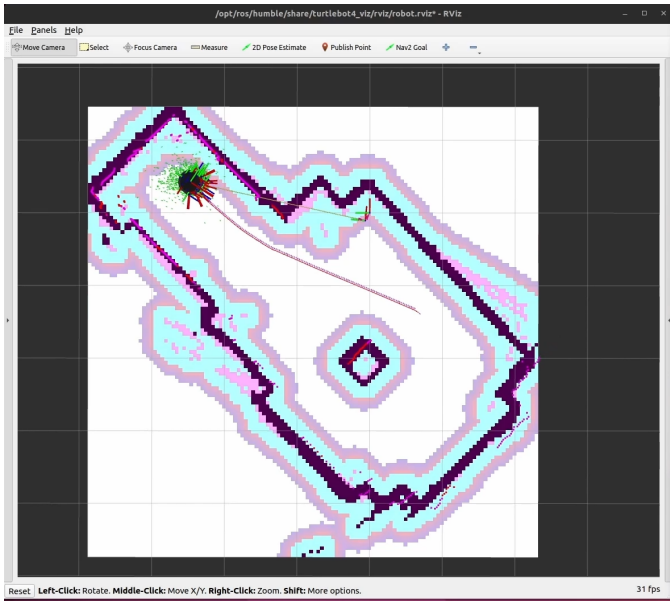 /opt/ros/humble/share/turtlebot4_viz/rviz/robot.rviz* - RViz
File Panels Help
Move Camera Select Focus Camera Measure 2D Pose Estimate Publish Point Nav2 Goal
Reset Left-Click: Rotate. Middle-Click: Move X/Y. Right-Click: Zoom. Shift: More options. 31 fps